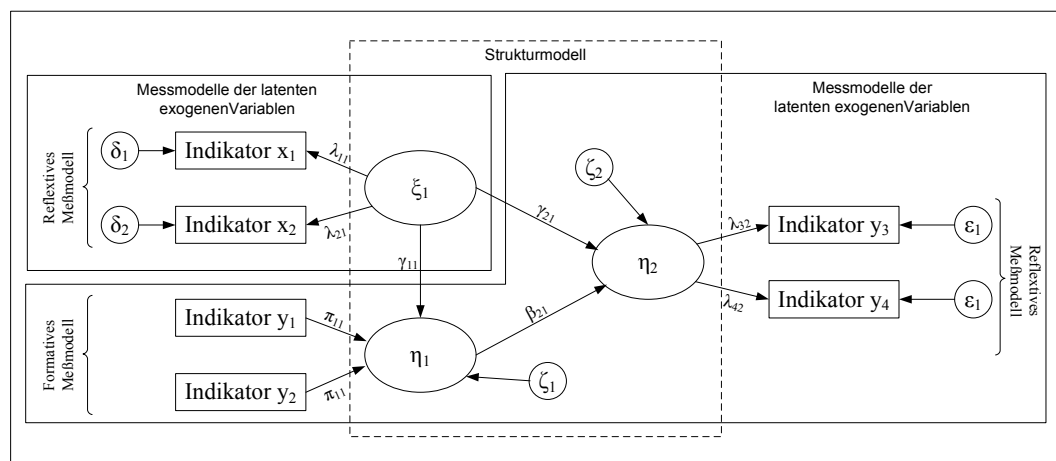 Strukturmodell
Messmodelle der latenten
exogenenVariablen
Messmodelle der
latenten exogenenVariablen
Reflektives
Meßmodell
δ1
Indikator x1
λ11
δ2
Indikator x2
λ21
ξ1
γ11
γ21
ζ2
η2
λ32
Indikator y3
ε1
λ42
Indikator y4
ε1
Reflektives
Meßmodell
Formatives
Meßmodell
Indikator y1
π11
Indikator y2
π11
η1
β21
ζ1